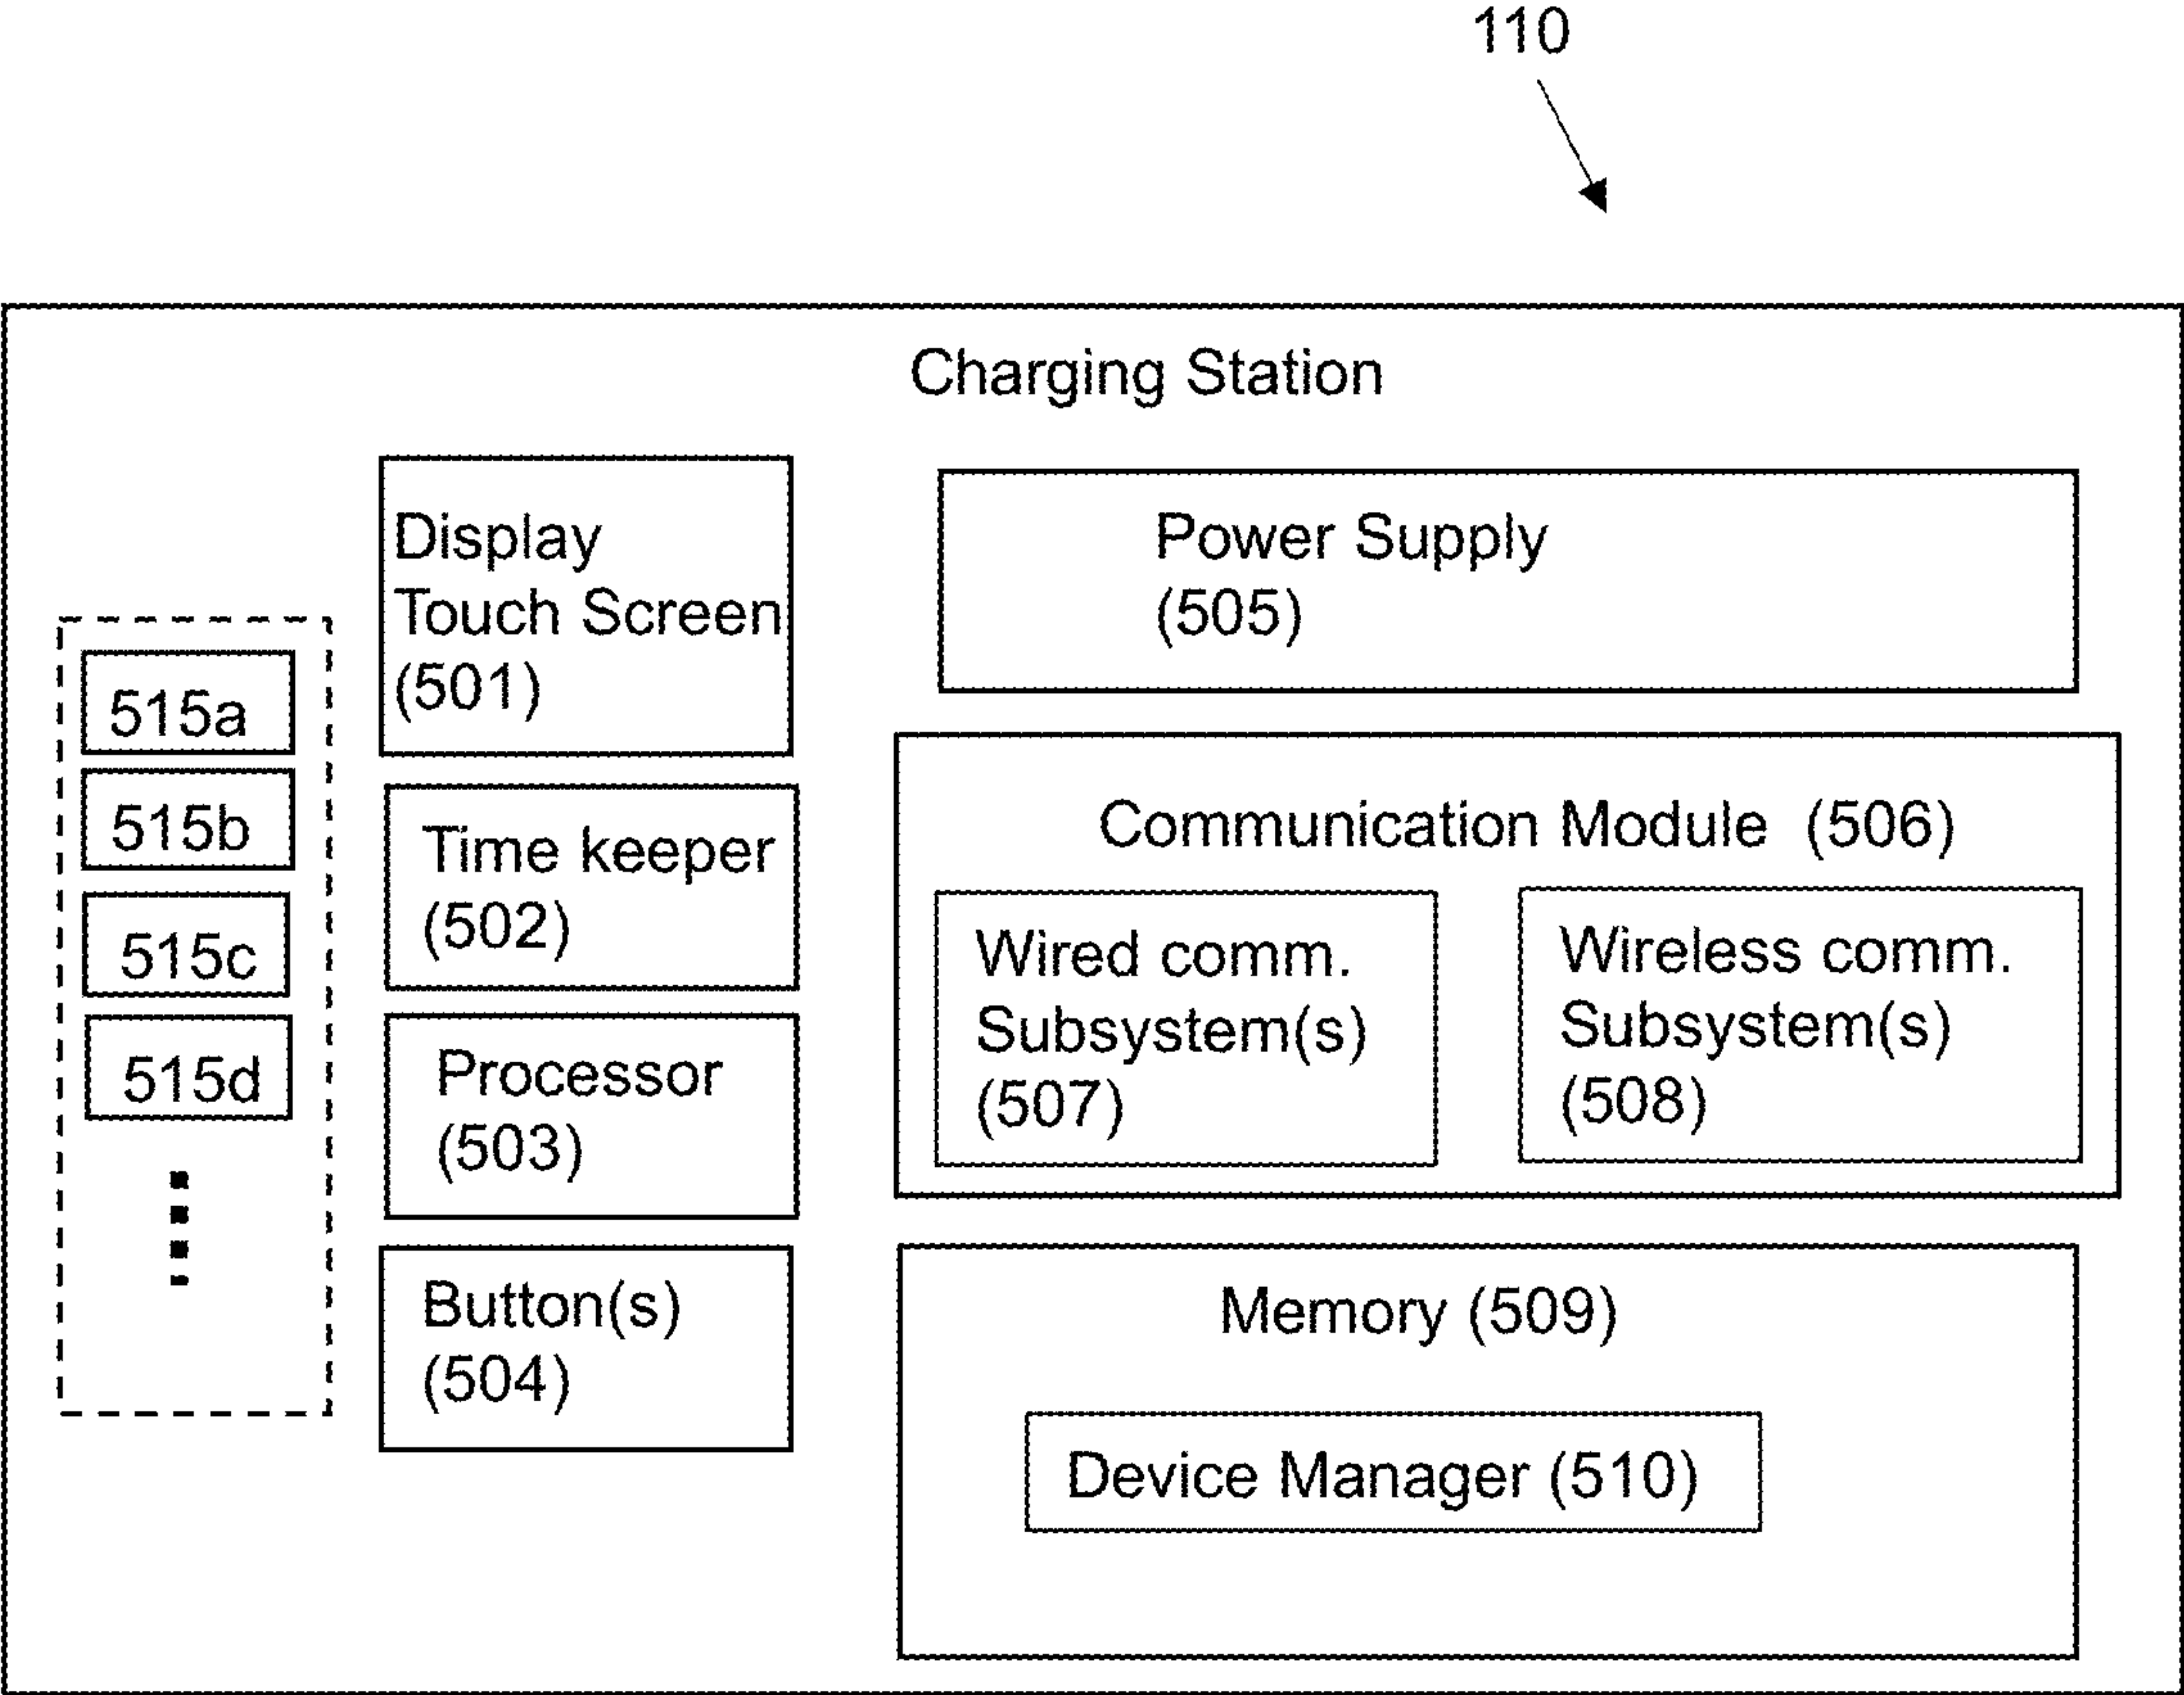 110
Charging Station
515a
515b
515c
515d
Display
Touch Screen
(501)
Time keeper
(502)
Processor
(503)
Button(s)
(504)
Power Supply
(505)
Communication Module (506)
Wired comm.
Subsystem(s)
(507)
Wireless comm.
Subsystem(s)
(508)
Memory (509)
Device Manager (510)